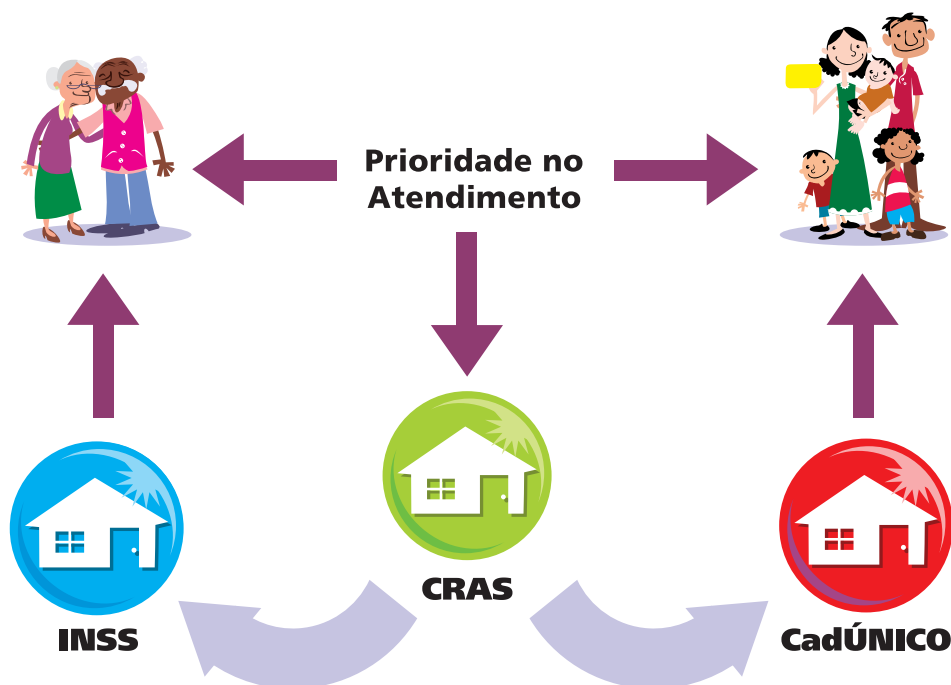 Prioridade no
Atendimento
CRAS
INSS
CadÚNICO